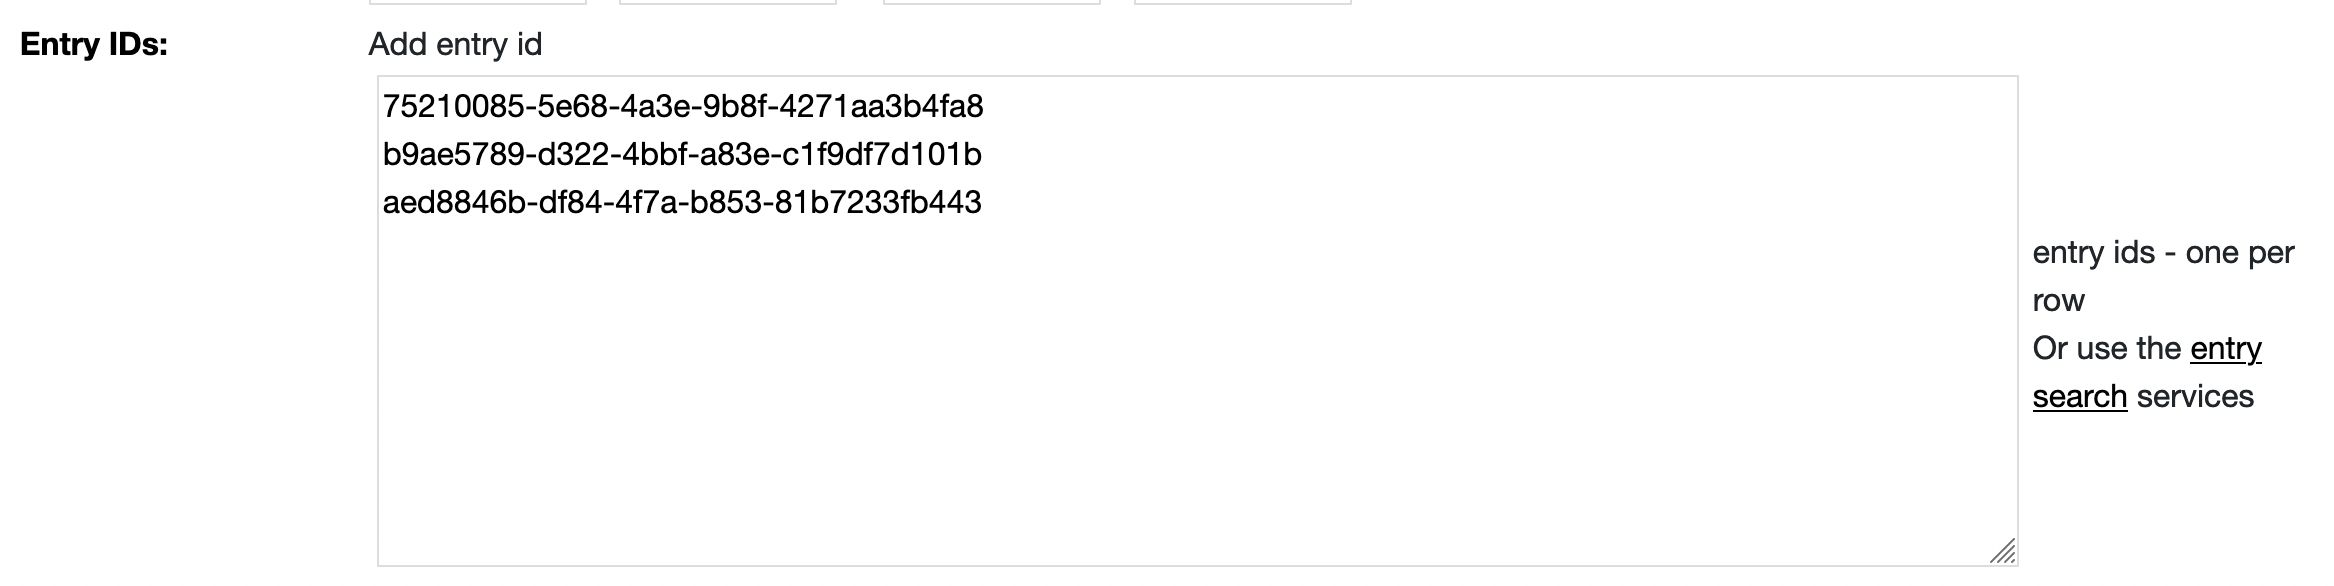 Entry IDs:
Add entry id
75210085-5e68-4a3e-9b8f-4271aa3b4fa8
b9ae5789-d322-4bbf-a83e-c1f9df7d101b
aed8846b-df84-4f7a-b853-81b7233fb443
entry ids - one per
row
Or use the entry
search services